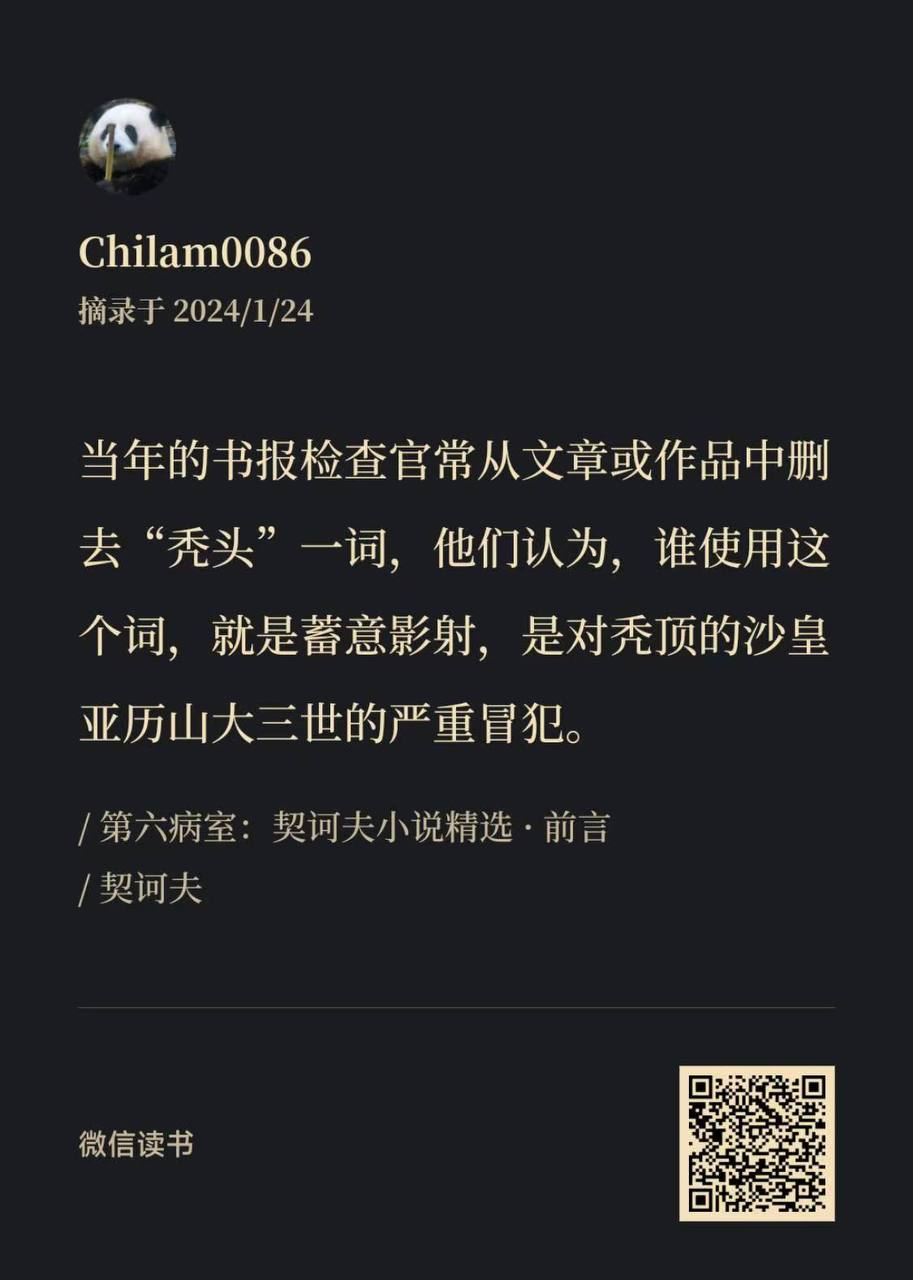 Chilam0086
摘录于 2024/1/24
当年的书报检查官常从文章或作品中删
去“秃头”一词，他们认为，谁使用这
个词，就是蓄意影射，是对秃顶的沙皇
亚历山大三世的严重冒犯。
/ 第六病室：契诃夫小说精选 · 前言
/ 契诃夫
微信读书